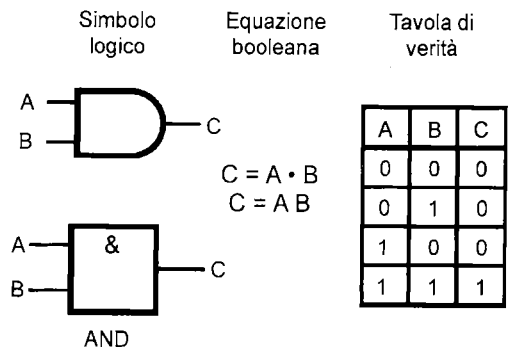 Simbolo
logico
Equazione
booleana
Tavola di
verità
A
B
C
C = A • B
C = A B
A
&
B
C
AND
A B C
0 0 0
0 1 0
1 0 0
1 1 1